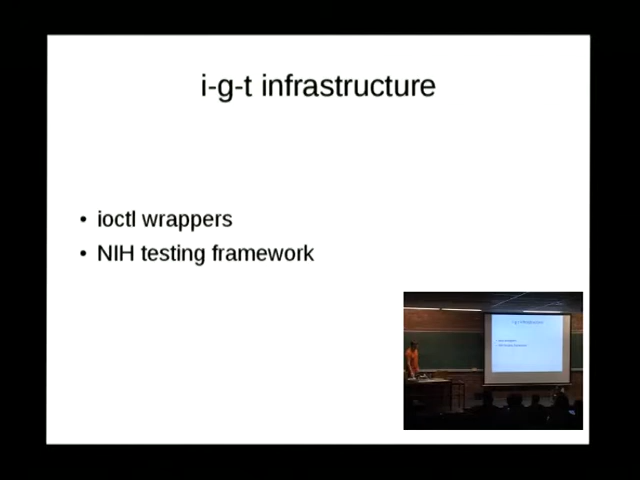 i-g-t infrastructure
• ioctl wrappers
• NIH testing framework